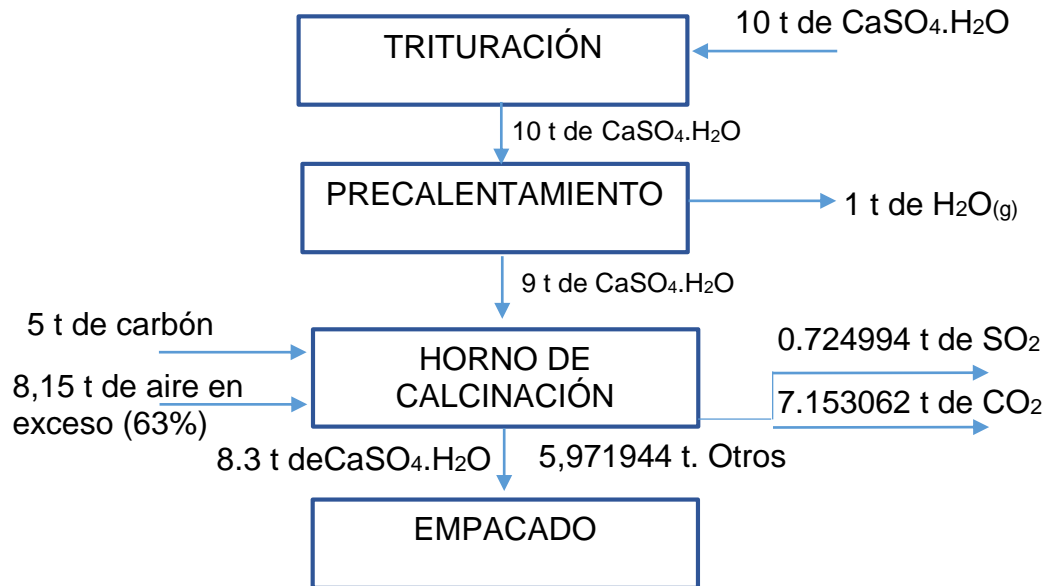 TRITURACIÓN
10 t de CaSO4.H2O
10 t de CaSO4.H2O
PRECALENTAMIENTO
1 t de H2O(g)
9 t de CaSO4.H2O
5 t de carbón
HORNO DE
CALCINACIÓN
0.724994 t de SO2
8,15 t de aire en
exceso (63%)
7.153062 t de CO2
8.3 t deCaSO4.H2O
5,971944 t. Otros
EMPACADO